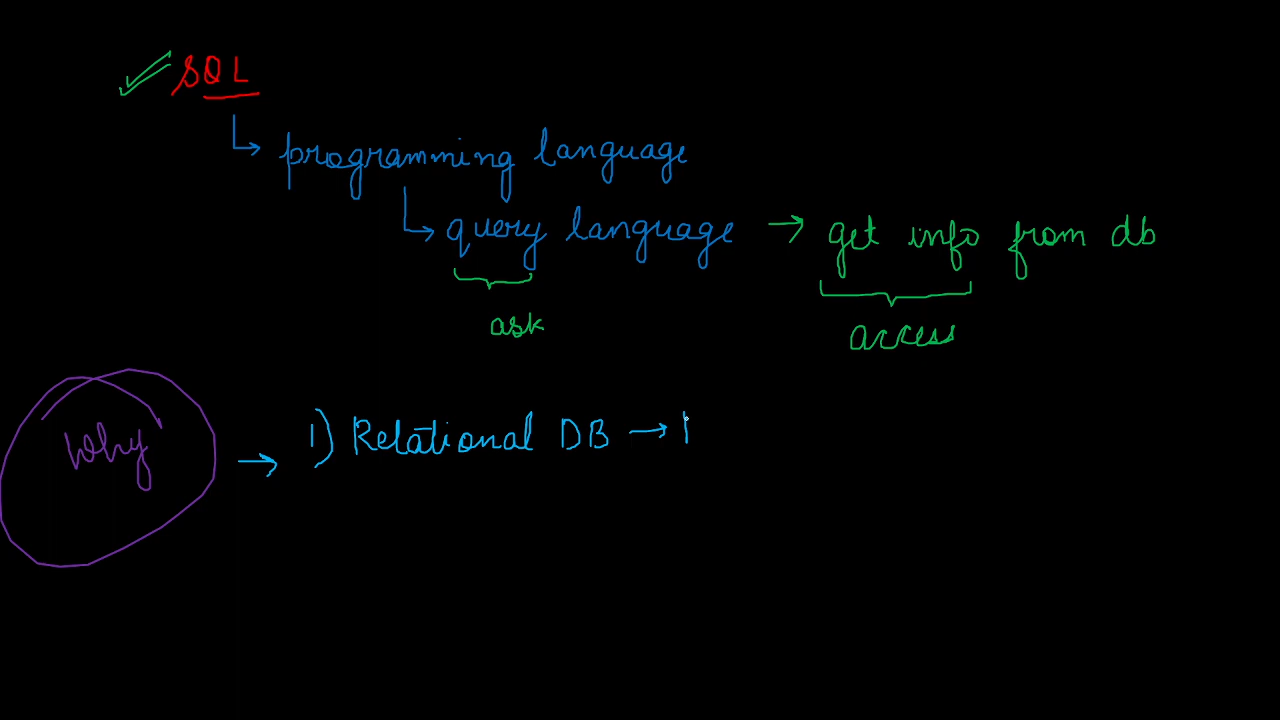 SQL
programming language
query language → get info from db
ask
access
why
→ 1) Relational DB →